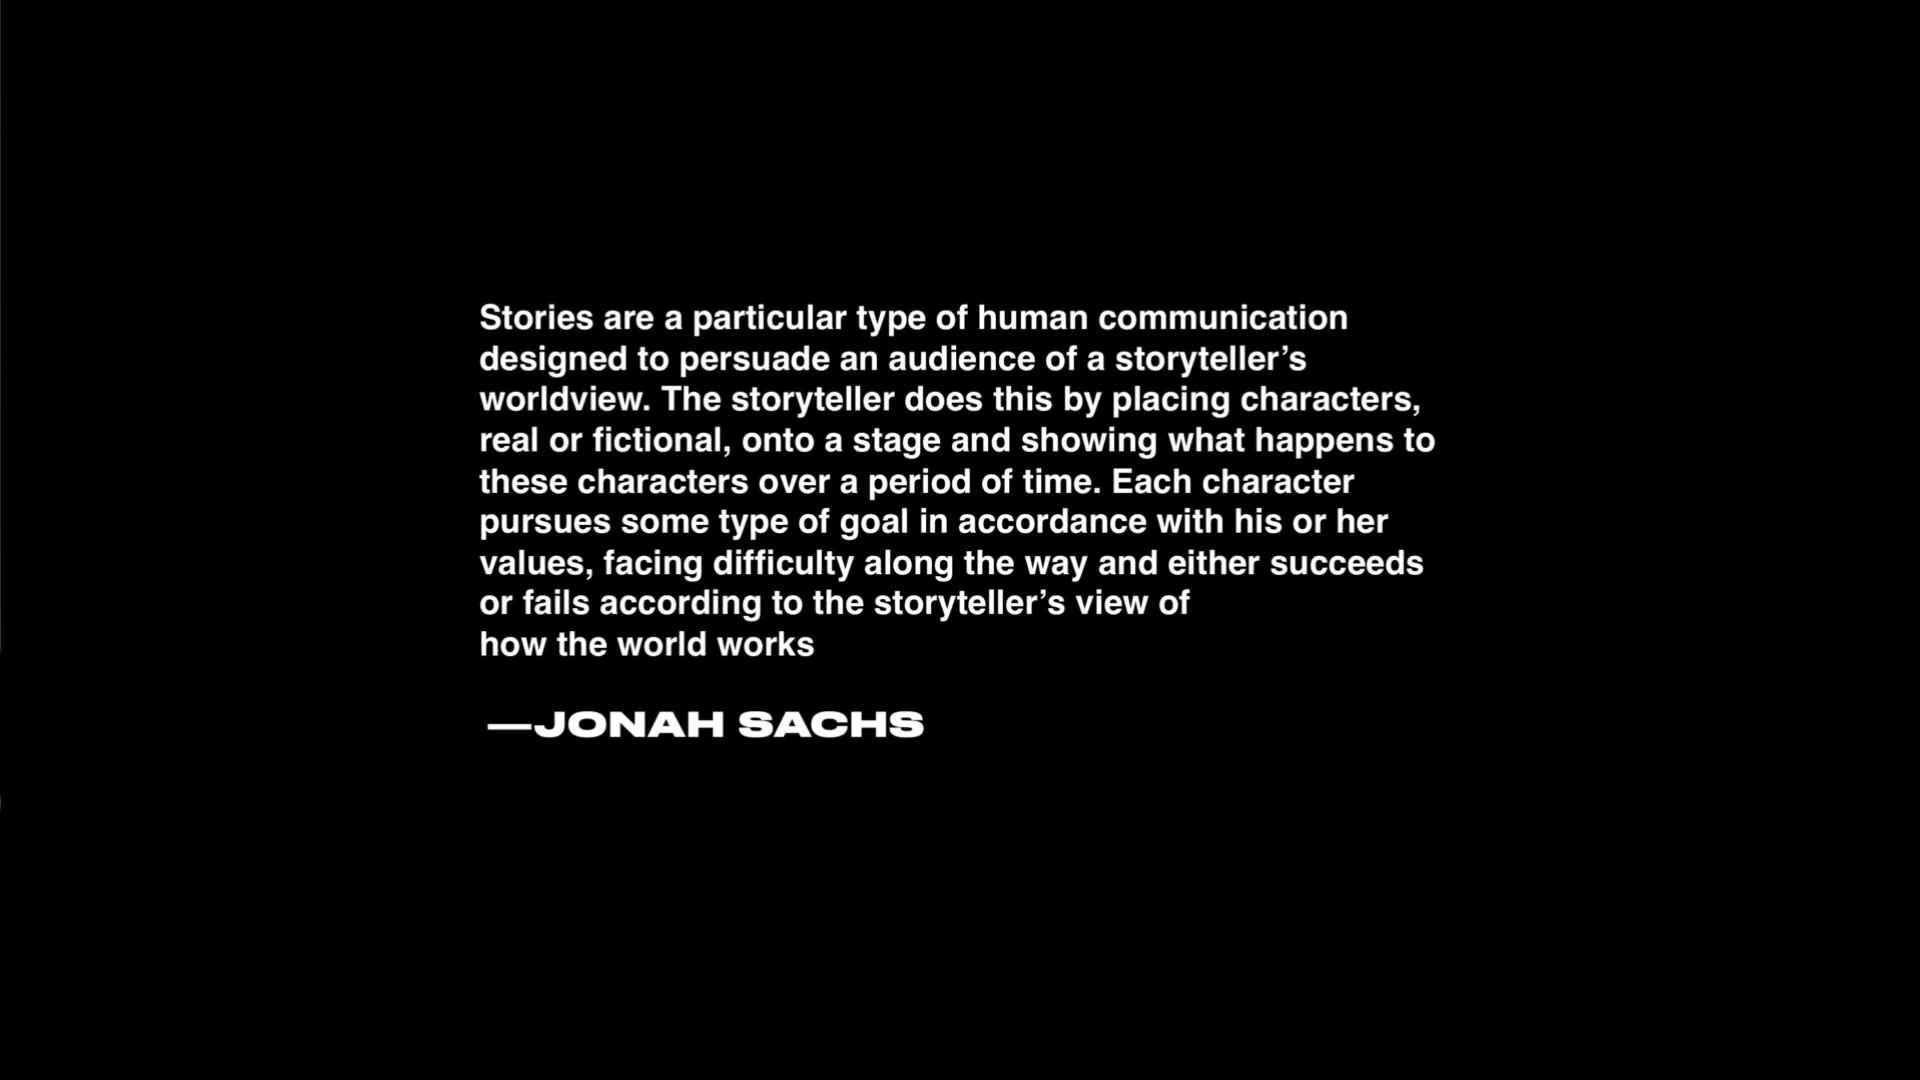 Stories are a particular type of human communication
designed to persuade an audience of a storyteller’s
worldview. The storyteller does this by placing characters,
real or fictional, onto a stage and showing what happens to
these characters over a period of time. Each character
pursues some type of goal in accordance with his or her
values, facing difficulty along the way and either succeeds
or fails according to the storyteller’s view of
how the world works
—JONAH SACHS